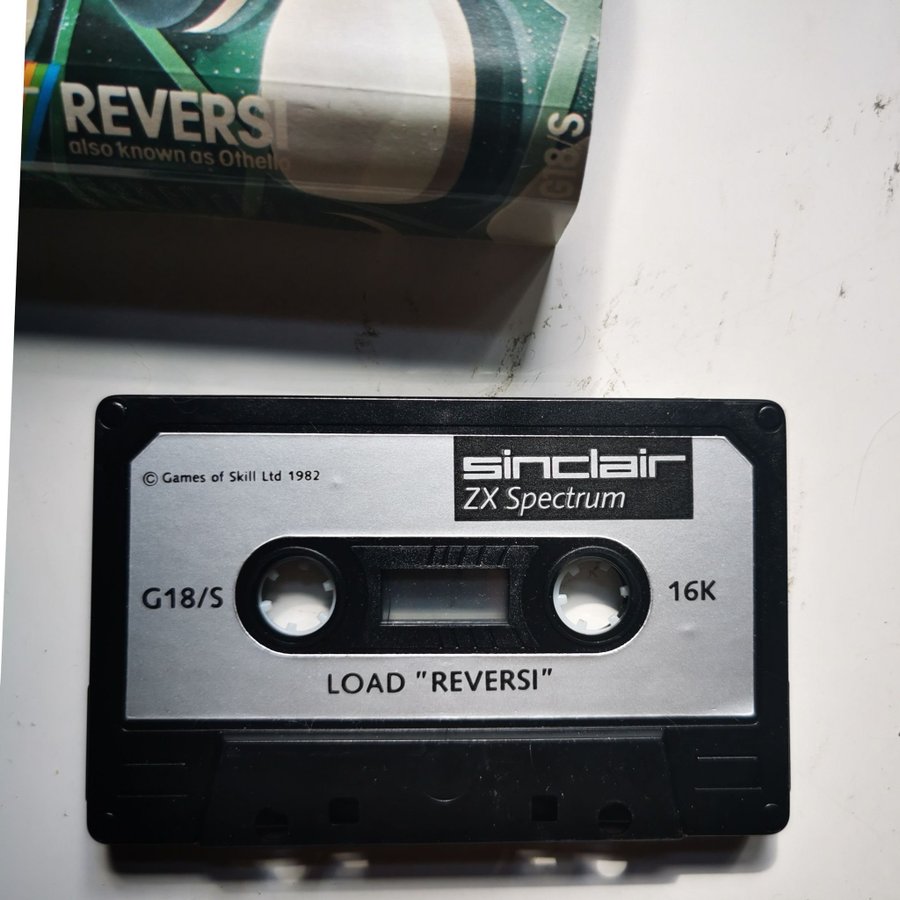 REVERSI
also known as Othello
G18/S
© Games of Skill Ltd 1982
sinclair
ZX Spectrum
G18/S
16K
LOAD "REVERSI"